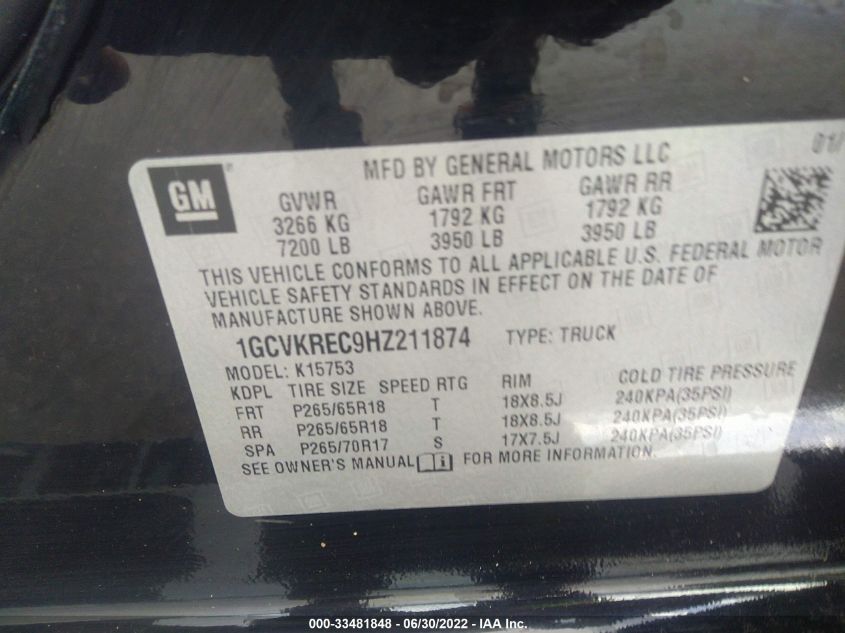 MFD BY GENERAL MOTORS LLC 01/
GM
GVWR GAWR FRT GAWR RR
3266 KG 1792 KG 1792 KG
7200 LB 3950 LB 3950 LB
THIS VEHICLE CONFORMS TO ALL APPLICABLE U.S. FEDERAL MOTOR
VEHICLE SAFETY STANDARDS IN EFFECT ON THE DATE OF
MANUFACTURE SHOWN ABOVE.
1GCVKREC9HZ211874 TYPE: TRUCK
MODEL: K15753
KDPL TIRE SIZE SPEED RTG RIM COLD TIRE PRESSURE
FRT P265/65R18 T 18X8.5J 240KPA(35PSI)
RR P265/65R18 T 18X8.5J 240KPA(35PSI)
SPA P265/70R17 S 17X7.5J 240KPA(35PSI)
SEE OWNER'S MANUAL i FOR MORE INFORMATION.
000-33481848 - 06/30/2022 - IAA, Inc.